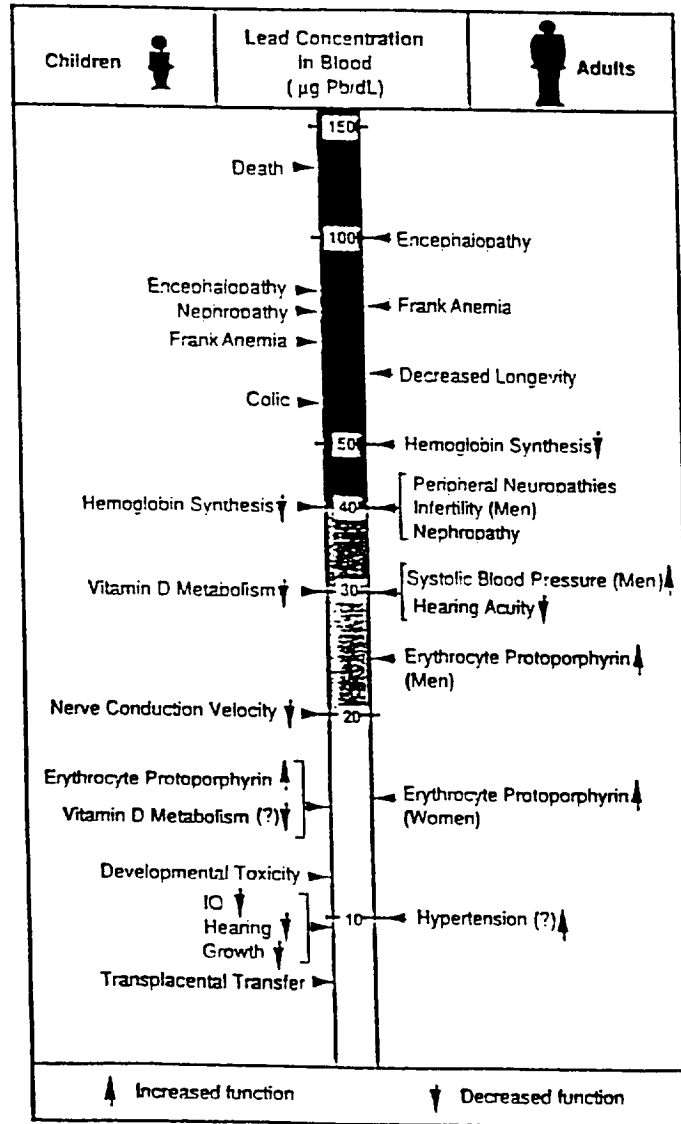 Children
Lead Concentration
in Blood
(µg Pb/dL)
Adults
150
Death
100
Encephalopathy
Encephalopathy
Nephropathy
Frank Anemia
Frank Anemia
Decreased Longevity
Colic
50
Hemoglobin Synthesis
Hemoglobin Synthesis
40
Peripheral Neuropathies
Infertility (Men)
Nephropathy
Vitamin D Metabolism
30
Systolic Blood Pressure (Men)
Hearing Acuity
Erythrocyte Protoporphyrin
(Men)
Nerve Conduction Velocity
20
Erythrocyte Protoporphyrin
Vitamin D Metabolism (?)
Erythrocyte Protoporphyrin
(Women)
Developmental Toxicity
IQ
Hearing
Growth
10
Hypertension (?)
Transplacental Transfer
Increased function
Decreased function